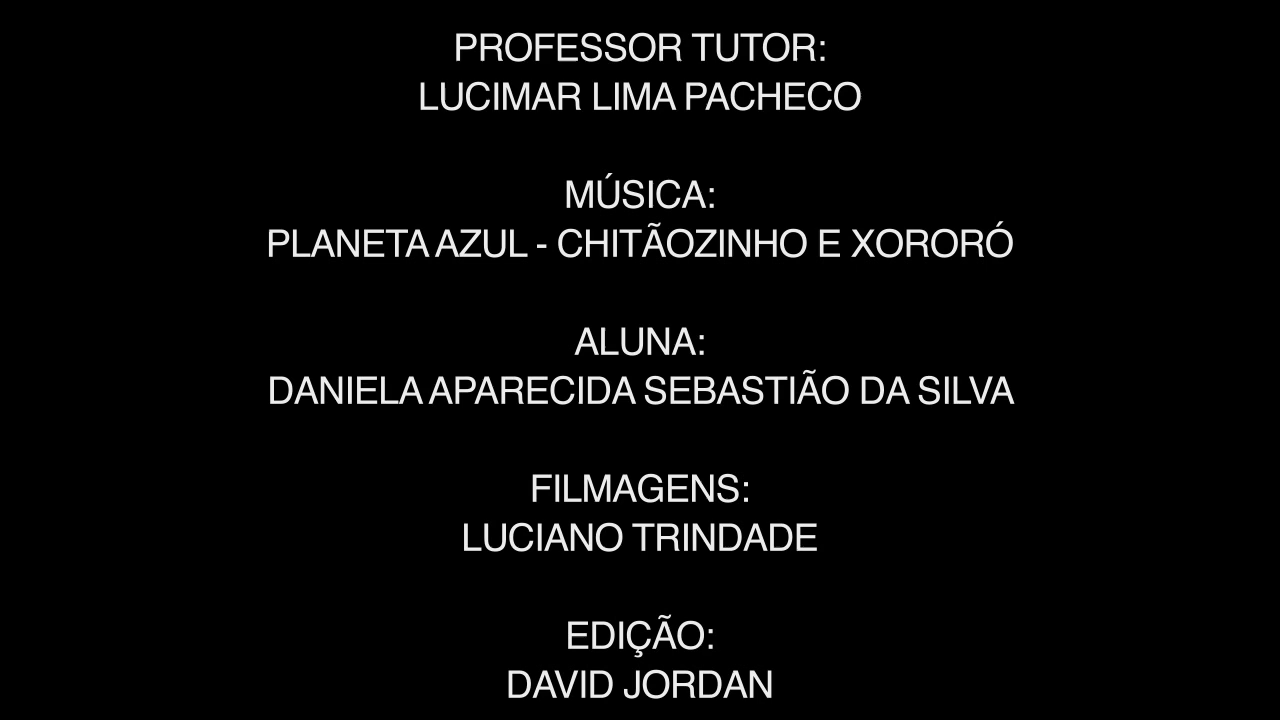 PROFESSOR TUTOR:
LUCIMAR LIMA PACHECO
MÚSICA:
PLANETA AZUL - CHITÃOZINHO E XORORÓ
ALUNA:
DANIELA APARECIDA SEBASTIÃO DA SILVA
FILMAGENS:
LUCIANO TRINDADE
EDIÇÃO:
DAVID JORDAN